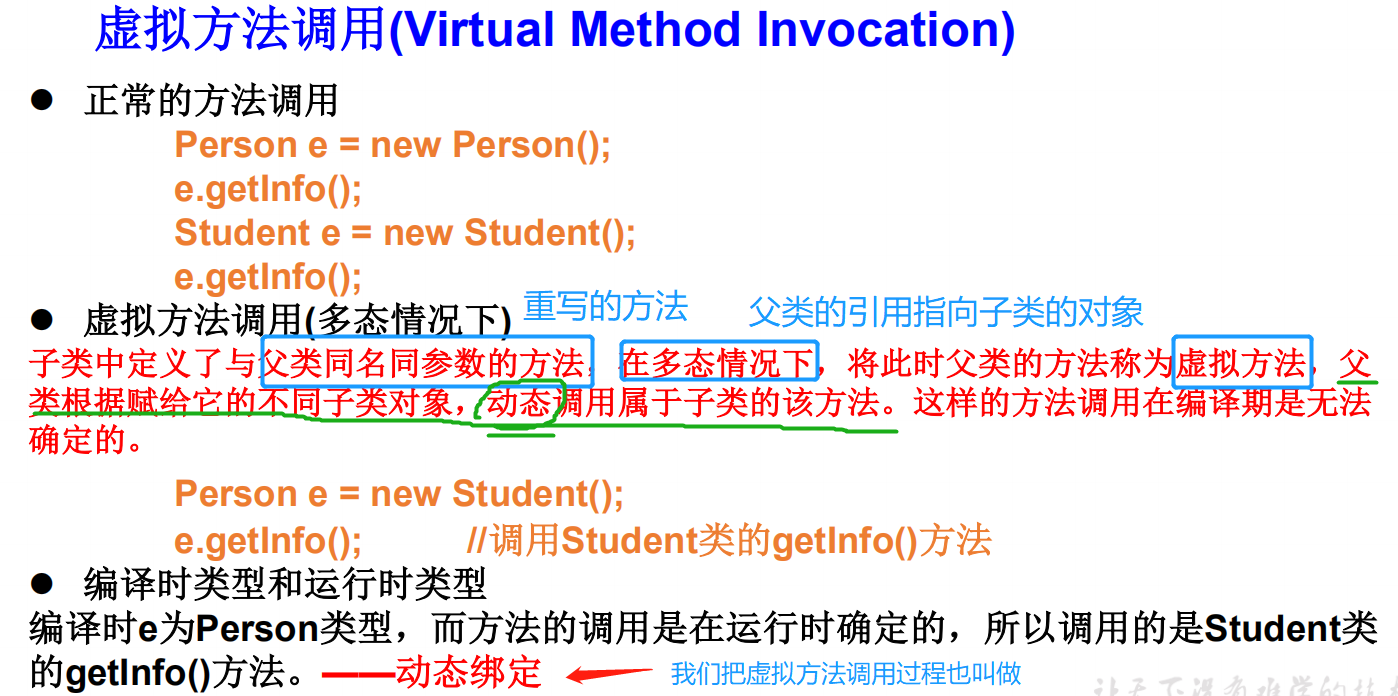 虚拟方法调用(Virtual Method Invocation)
● 正常的方法调用
Person e = new Person();
e.getInfo();
Student e = new Student();
e.getInfo();
● 虚拟方法调用(多态情况下) 重写的方法 父类的引用指向子类的对象
子类中定义了与父类同名同参数的方法，在多态情况下，将此时父类的方法称为虚拟方法，父
类根据赋给它的不同子类对象，动态调用属于子类的该方法。这样的方法调用在编译期是无法
确定的。
Person e = new Student();
e.getInfo(); //调用Student类的getInfo()方法
● 编译时类型和运行时类型
编译时e为Person类型，而方法的调用是在运行时确定的，所以调用的是Student类
的getInfo()方法。——动态绑定 我们把虚拟方法调用过程也叫做